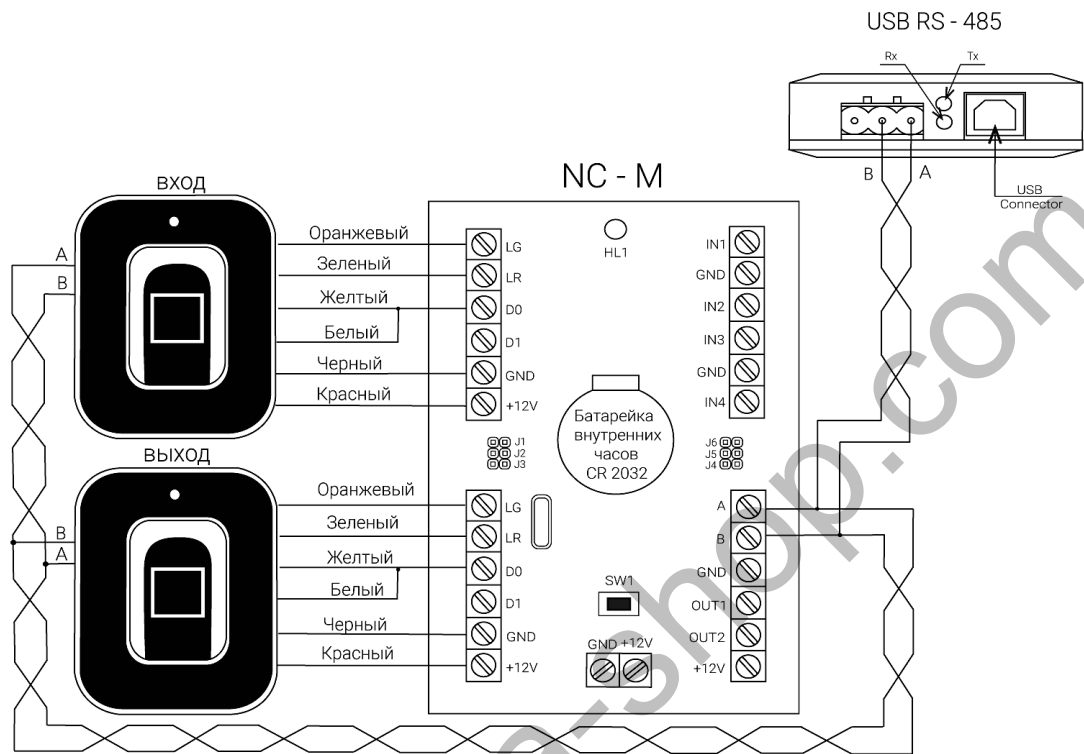 USB RS - 485
Rx
Tx
B
A
USB
Connector
NC - M
ВХОД
A
B
Оранжевый
Зеленый
Желтый
Белый
Черный
Красный
LG
LR
D0
D1
GND
+12V
HL1
IN1
GND
IN2
IN3
GND
IN4
Батарейка
внутренних
часов
CR 2032
J1
J2
J3
J6
J5
J4
ВЫХОД
B
A
Оранжевый
Зеленый
Желтый
Белый
Черный
Красный
LG
LR
D0
D1
GND
+12V
SW1
GND +12V
A
B
GND
OUT1
OUT2
+12V
a-shop.com